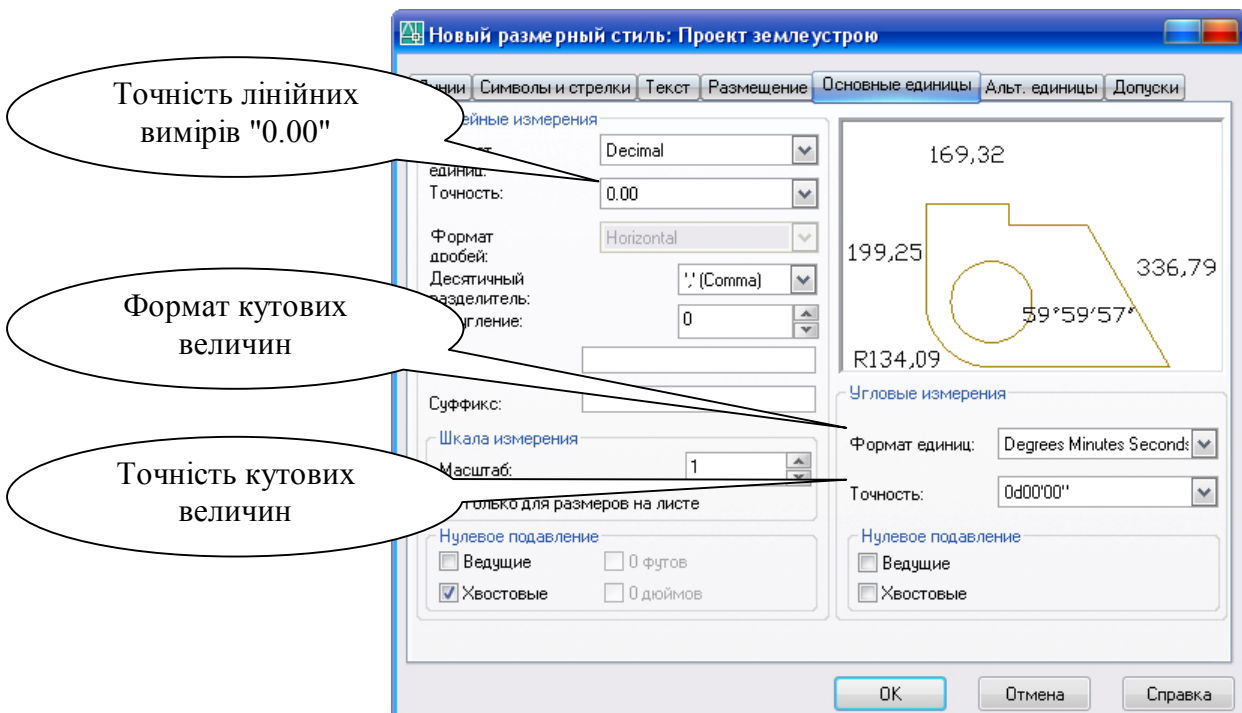 Новый размерный стиль: Проект землеустрою
Символы и стрелки Текст Размещение Основные единицы Альт. единицы Допуски
Точність лінійних
вимірів "0.00"
Decimal
единиц:
Точность: 0.00
Формат
дробей:
Horizontal
Десятичный
разделитель:
',' (Comma)
0
Суффикс:
Шкала измерения
Масштаб: 1
только для размеров на листе
Нулевое подавление
Ведущие 0 футов
Хвостовые 0 дюймов
Формат кутових
величин
Точність кутових
величин
169,32
199,25
336,79
59°59'57"
R134,09
Угловые измерения
Формат единиц: Degrees Minutes Seconds
Точность: 0d00'00"
Нулевое подавление
Ведущие
Хвостовые
OK Отмена Справка